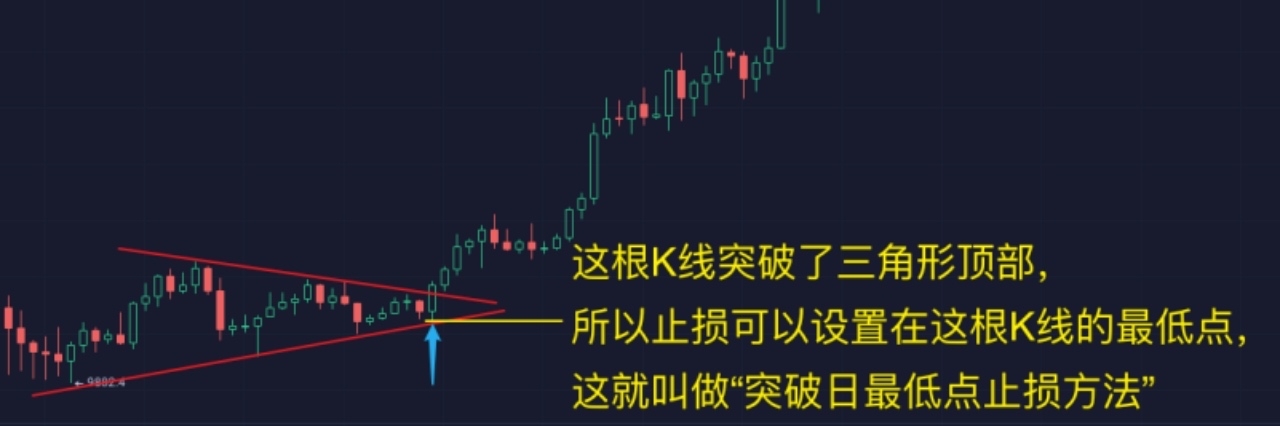 这根K线突破了三角形顶部，
所以止损可以设置在这根K线的最低点，
← 9882.4
这就叫做“突破日最低点止损方法”